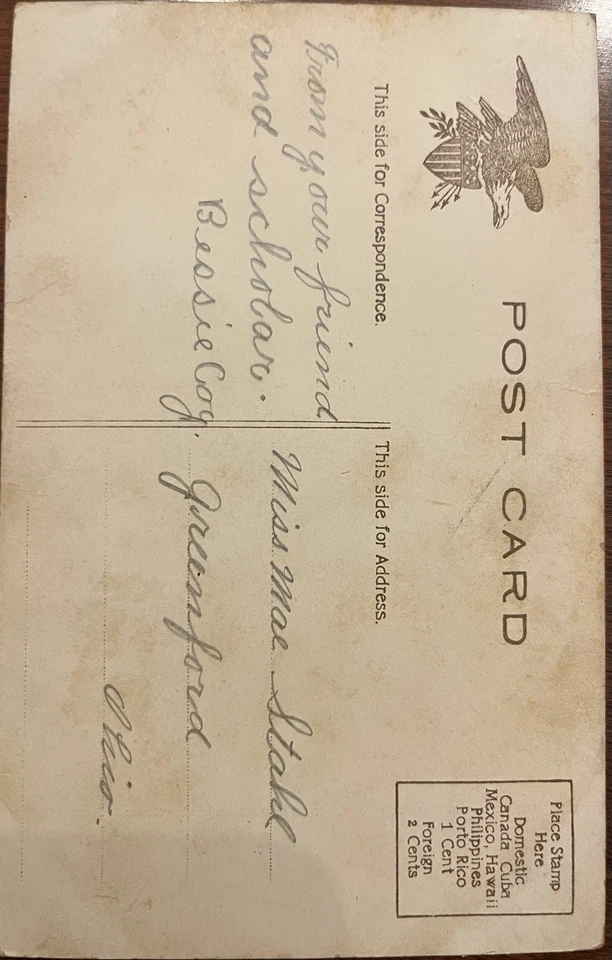 POST CARD
Place Stamp
Here
Domestic
Canada Cuba
Mexico, Hawaii
Philippines
Porto Rico
1 Cent
Foreign
2 Cents
This side for Correspondence.
From your friend
and scholar.
Bessie Coy.
This side for Address.
Miss. Mae Stahl
Greenford
Ohio.